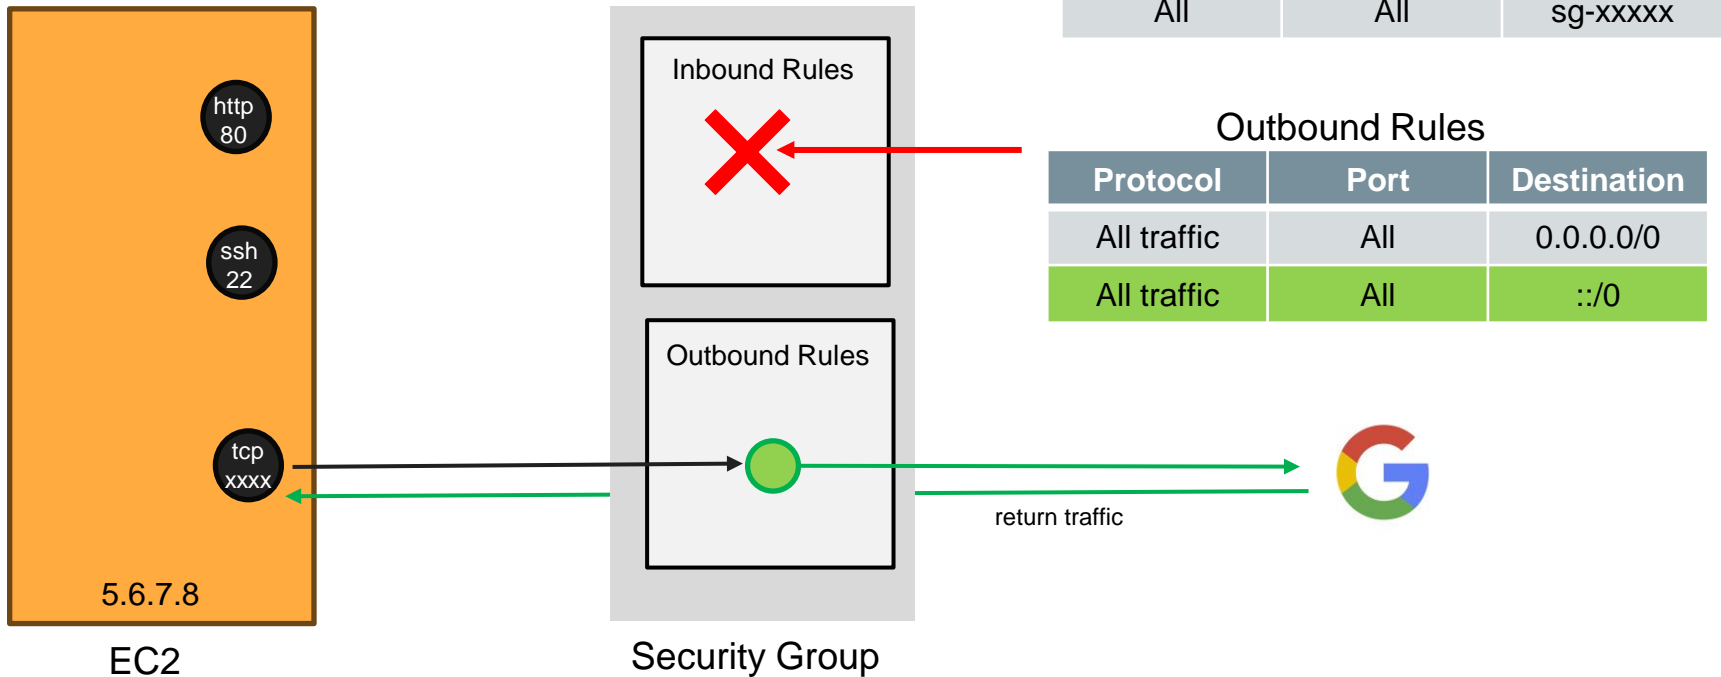 All All sg-xxxxx
Inbound Rules
http
80
Outbound Rules
Protocol Port Destination
All traffic All 0.0.0.0/0
All traffic All ::/0
ssh
22
Outbound Rules
tcp
xxxx
return traffic
5.6.7.8
EC2
Security Group